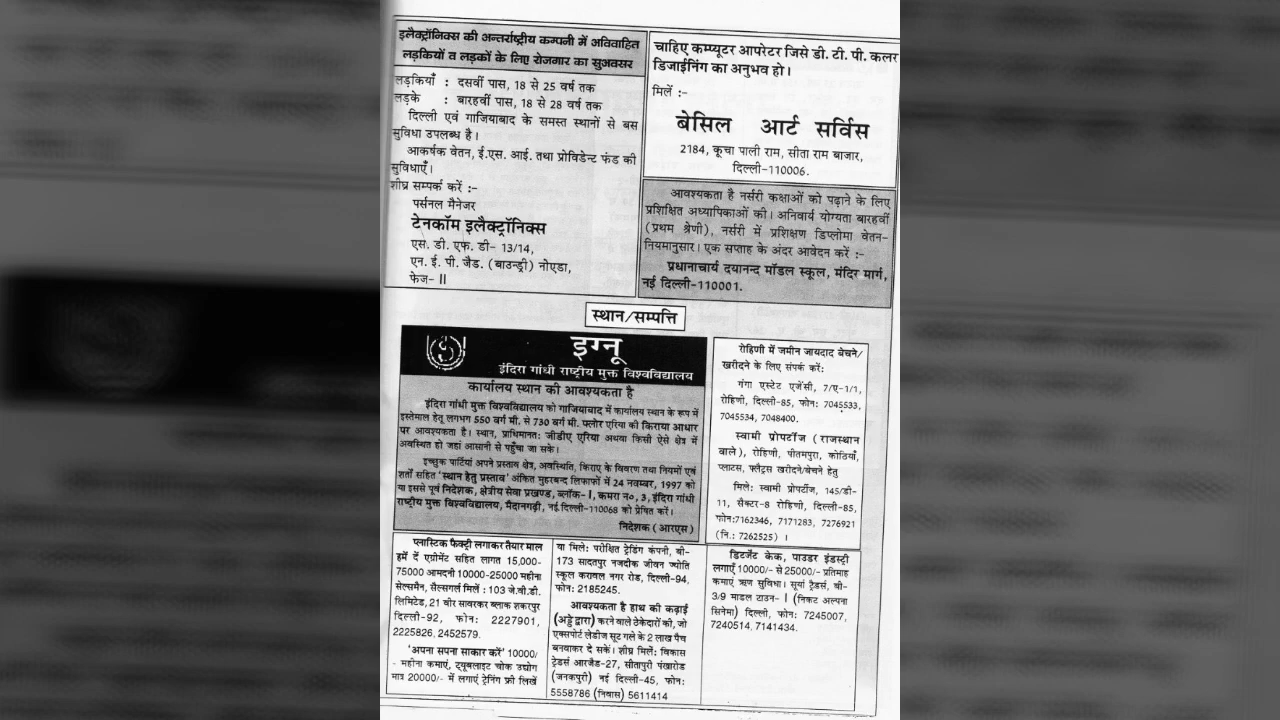 इलैक्ट्रॉनिक्स की अन्तर्राष्ट्रीय कम्पनी में अविवाहित
लड़कियों व लड़कों के लिए रोजगार का सुअवसर
लड़कियाँ : दसवीं पास, 18 से 25 वर्ष तक
लड़के : बारहवीं पास, 18 से 28 वर्ष तक
दिल्ली एवं गाजियाबाद के समस्त स्थानों से बस
सुविधा उपलब्ध है।
आकर्षक वेतन, ई.एस. आई. तथा प्रोविडेन्ट फंड की
सुविधाएँ।
शीघ्र सम्पर्क करें :-
पर्सनल मैनेजर
टेनकॉम इलैक्ट्रॉनिक्स
एस. डी. एफ. डी- 13/14,
एन. ई. पी. जैड. (बाउन्ड्री) नोएडा,
फेज- II
चाहिए कम्प्यूटर आपरेटर जिसे डी. टी. पी. कलर
डिजाईनिंग का अनुभव हो।
मिलें :-
बेसिल आर्ट सर्विस
2184, कूचा पाली राम, सीता राम बाजार,
दिल्ली-110006.
आवश्यकता है नर्सरी कक्षाओं को पढ़ाने के लिए
प्रशिक्षित अध्यापिकाओं की। अनिवार्य योग्यता बारहवीं
(प्रथम श्रेणी), नर्सरी में प्रशिक्षण डिप्लोमा वेतन-
नियमानुसार। एक सप्ताह के अंदर आवेदन करें :-
प्रधानाचार्य दयानन्द मॉडल स्कूल, मंदिर मार्ग,
नई दिल्ली-110001.
स्थान/सम्पत्ति
इग्नू
इंदिरा गांधी राष्ट्रीय मुक्त विश्वविद्यालय
कार्यालय स्थान की आवश्यकता है
इंदिरा गांधी मुक्त विश्वविद्यालय को गाजियाबाद में कार्यालय स्थान के रूप में
इस्तेमाल हेतु लगभग 550 वर्ग मी. से 730 वर्ग मी. फ्लोर एरिया की किराया आधार
पर आवश्यकता है। स्थान, प्राथमिकत: जीडीए एरिया अथवा किसी ऐसे क्षेत्र में
अवस्थित हो जहां आसानी से पहुँचा जा सके।
इच्छुक पार्टियां अपने प्रस्ताव क्षेत्र, अवस्थिति, किराए के विवरण तथा नियमों एवं
शर्तों सहित 'स्थान हेतु प्रस्ताव' अंकित मुहरबन्द लिफाफों में 24 नवम्बर, 1997 को
या इससे पूर्व निदेशक, क्षेत्रीय सेवा प्रखण्ड, ब्लॉक- I, कमरा न०, 3, इंदिरा गांधी
राष्ट्रीय मुक्त विश्वविद्यालय, मैदानगढ़ी, नई दिल्ली-110068 को प्रेषित करें।
निदेशक (आरएस)
रोहिणी में जमीन जायदाद बेचने/
खरीदने के लिए संपर्क करें:
गंगा एस्टेट एजेंसी, 7/ए-1/1,
रोहिणी, दिल्ली-85, फोन: 7045533,
7045534, 7048400.
स्वामी प्रोपर्टीज (राजस्थान
वाले), रोहिणी, पीतमपुरा, कोठियाँ,
प्लाटस, फ्लैट्स खरीदने/बेचने हेतु
मिले: स्वामी प्रोपर्टीज, 145/डी-
11, सैक्टर-8 रोहिणी, दिल्ली-85,
फोन:7162346, 7171283, 7276921
(नि.: 7262525) ।
प्लास्टिक फैक्ट्री लगाकर तैयार माल
हमें दें एग्रीमेंट सहित लागत 15,000-
75000 आमदनी 10000-25000 महीना
सेल्समैन, सैल्सगर्ल मिलें : 103 जे.वी.डी.
लिमिटेड, 21 वीर सावरकर ब्लाक शकरपुर
दिल्ली-92, फोन: 2227901,
2225826, 2452579.
'अपना सपना साकार करें' 10000/
- महीना कमाएं, ट्यूबलाइट चोक उद्योग
मात्र 20000/- में लगाएं ट्रेनिंग फ्री लिखें
या मिले: परीक्षित ट्रेडिंग कंपनी, बी-
173 सादतपुर नजदीक जीवन ज्योति
स्कूल करावल नगर रोड, दिल्ली-94,
फोन: 2185245.
आवश्यकता है हाथ की कढ़ाई
(अड्डे द्वारा) करने वाले ठेकेदारों की, जो
एक्सपोर्ट लेडीज सूट गले के 2 लाख पैच
बनवाकर दे सकें। शीघ्र मिलें: विकास
ट्रेडर्स आरजैड-27, सीतापुरी पंखारोड
(जनकपुरी) नई दिल्ली-45, फोन:
5558786 (निवास) 5611414
डिटर्जेंट केक, पाउडर इंडस्ट्री
लगाएँ 10000/- से 25000/- प्रतिमाह
कमाएं ऋण सुविधा। सूर्या ट्रैडर्स, बी-
3/9 माडल टाउन- I (निकट अल्पना
सिनेमा) दिल्ली, फोन: 7245007,
7240514, 7141434.